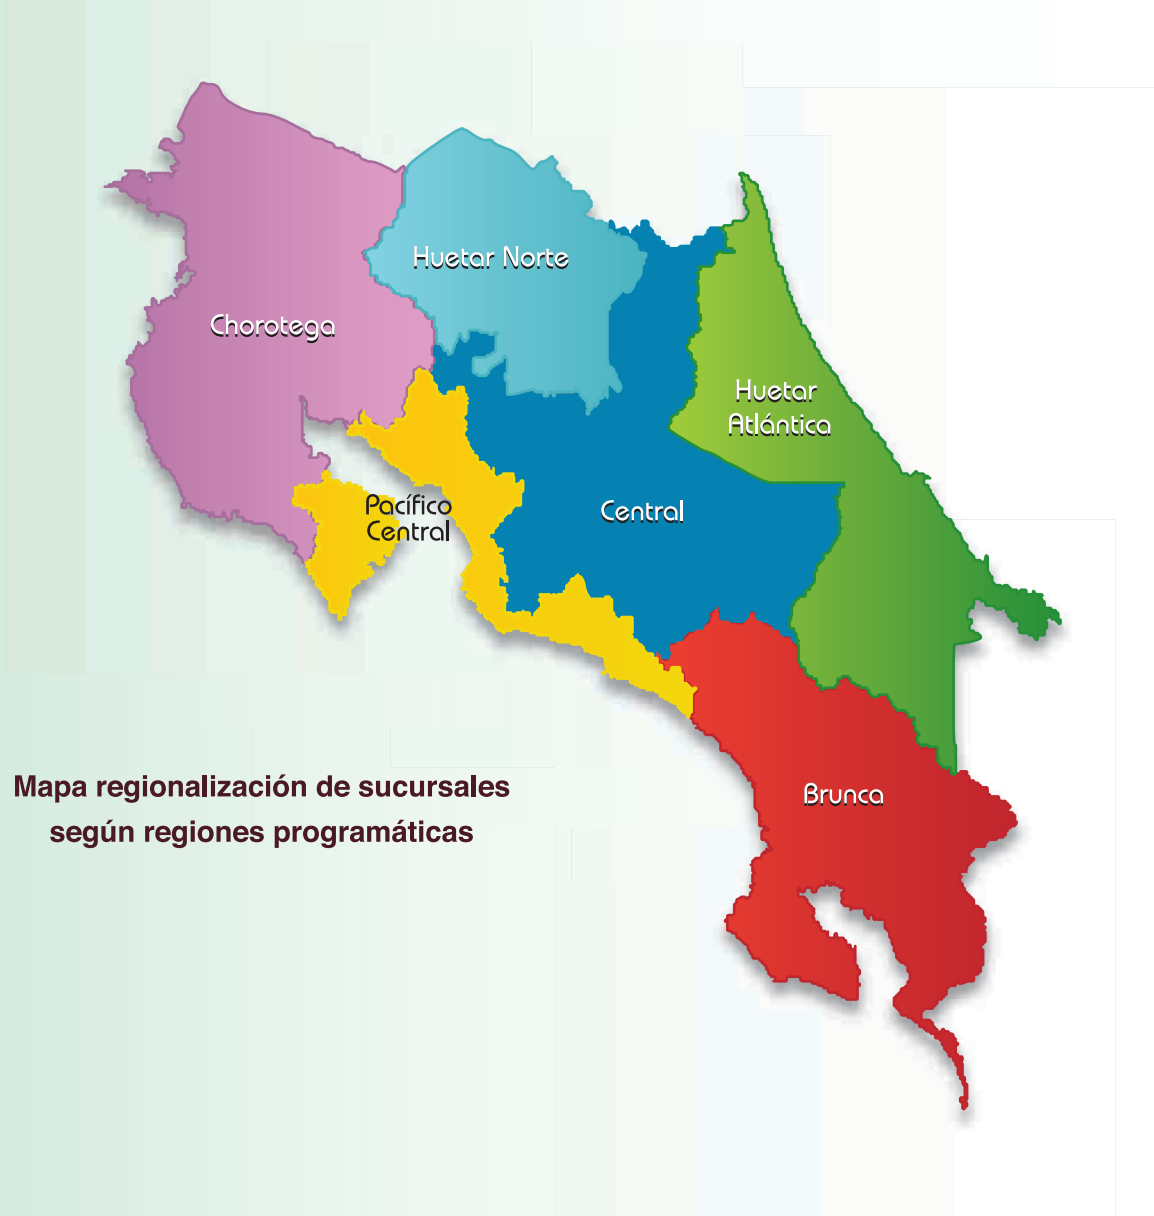 Huetar Norte
Chorotega
Huetar
Atlántica
Pacífico
Central
Central
Mapa regionalización de sucursales
según regiones programáticas
Brunca